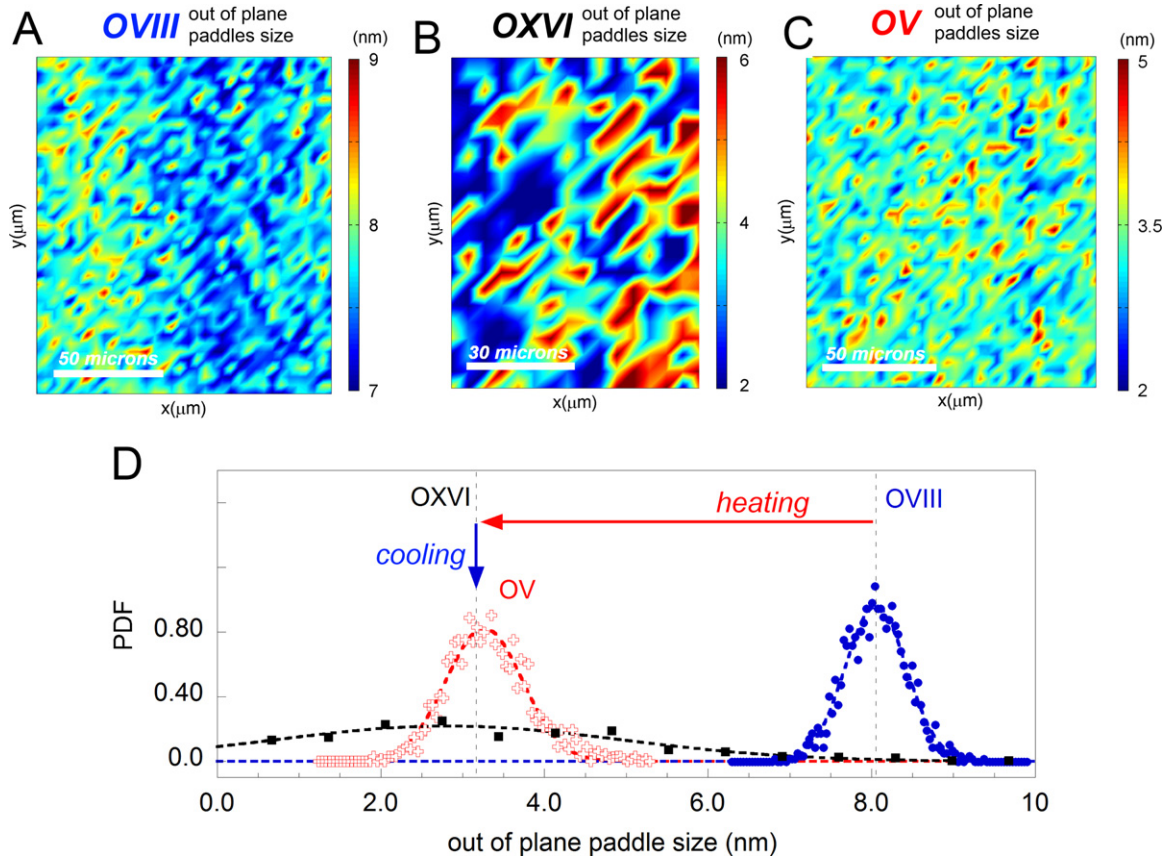 A
OVIII
out of plane
paddles size
(nm)
9
8
7
y(μm)
50 microns
x(μm)
B
OXVI
out of plane
paddles size
(nm)
6
4
2
y(μm)
30 microns
x(μm)
C
OV
out of plane
paddles size
(nm)
5
3.5
2
y(μm)
50 microns
x(μm)
D
OXVI
OVIII
heating
cooling
OV
PDF
0.80
0.40
0.0
0.0
2.0
4.0
6.0
8.0
10
out of plane paddle size (nm)